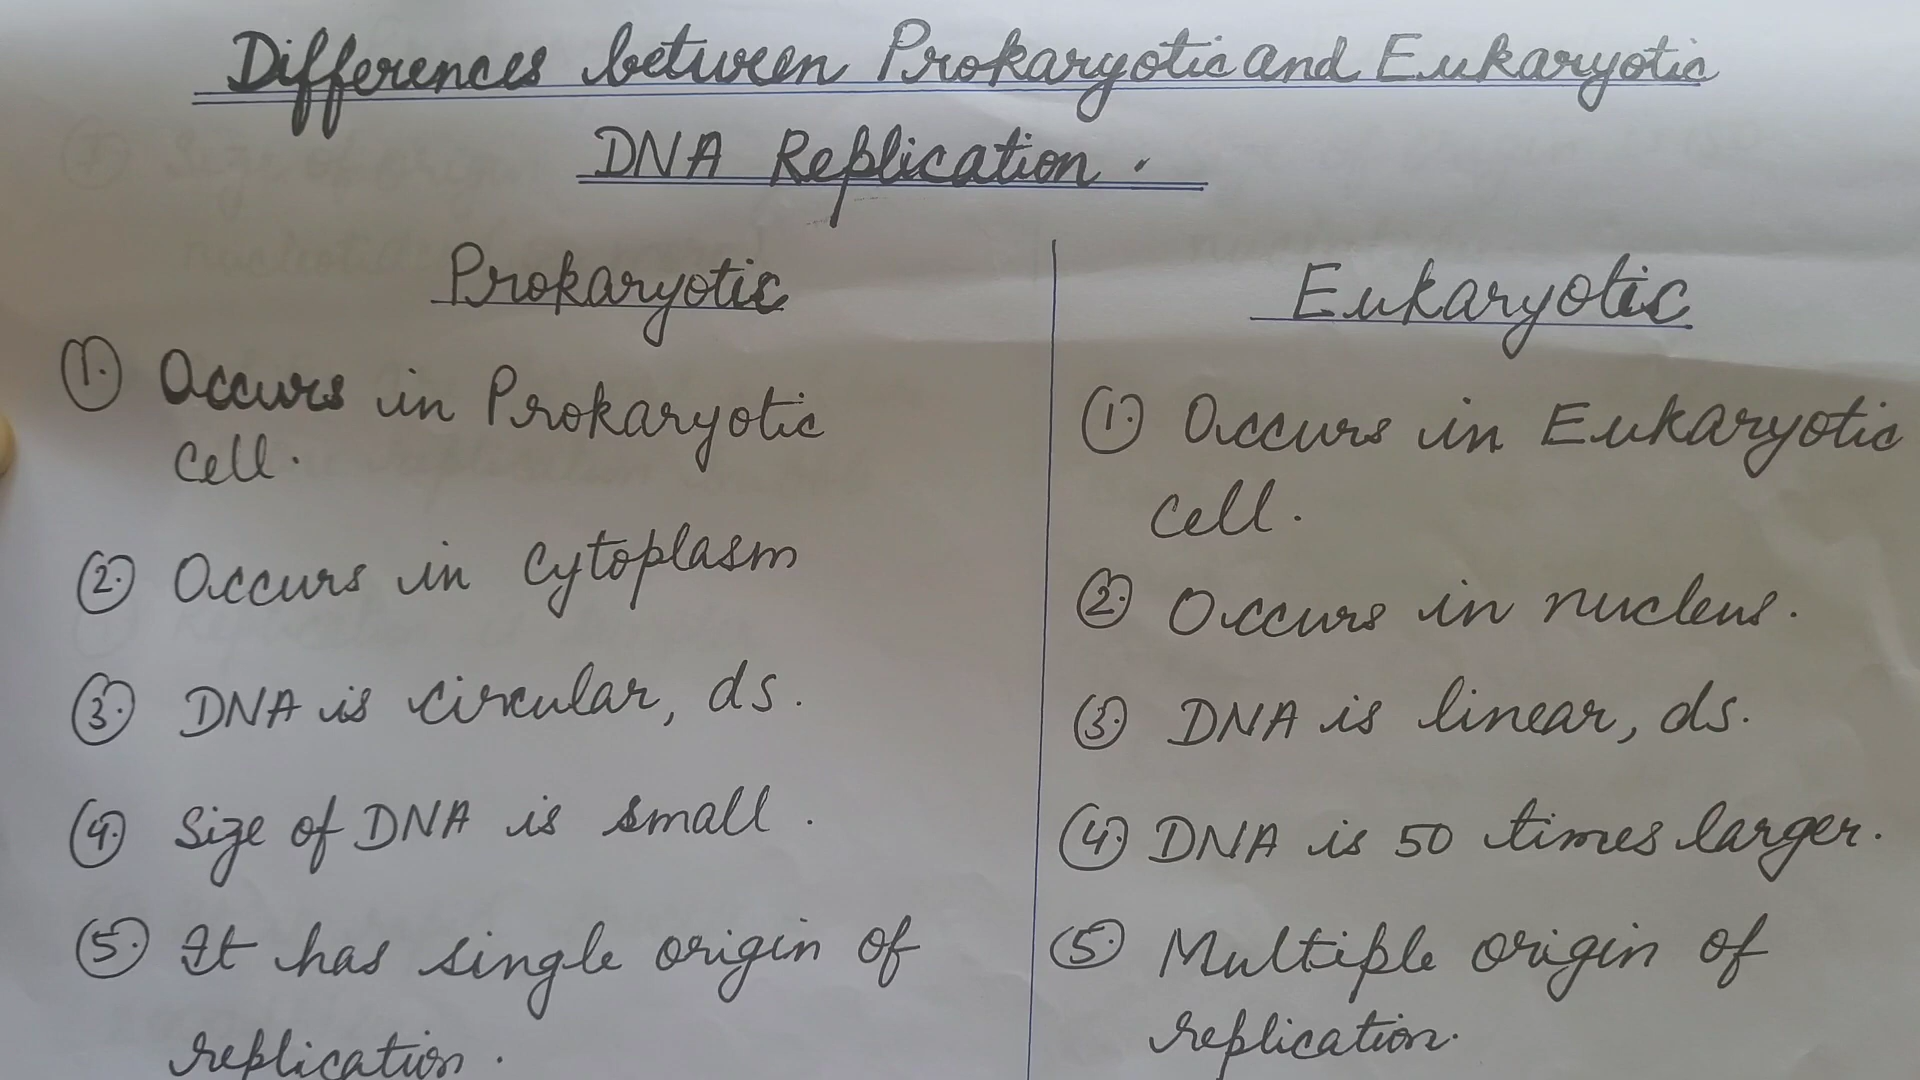 Differences between Prokaryotic and Eukaryotic
DNA Replication.
Prokaryotic
1. Occurs in Prokaryotic
cell.
2. Occurs in cytoplasm
3. DNA is circular, ds.
4. Size of DNA is small.
5. It has single origin of
replication.
Eukaryotic
1. Occurs in Eukaryotic
cell.
2. Occurs in nucleus.
3. DNA is linear, ds.
4. DNA is 50 times larger.
5. Multiple origin of
replication.